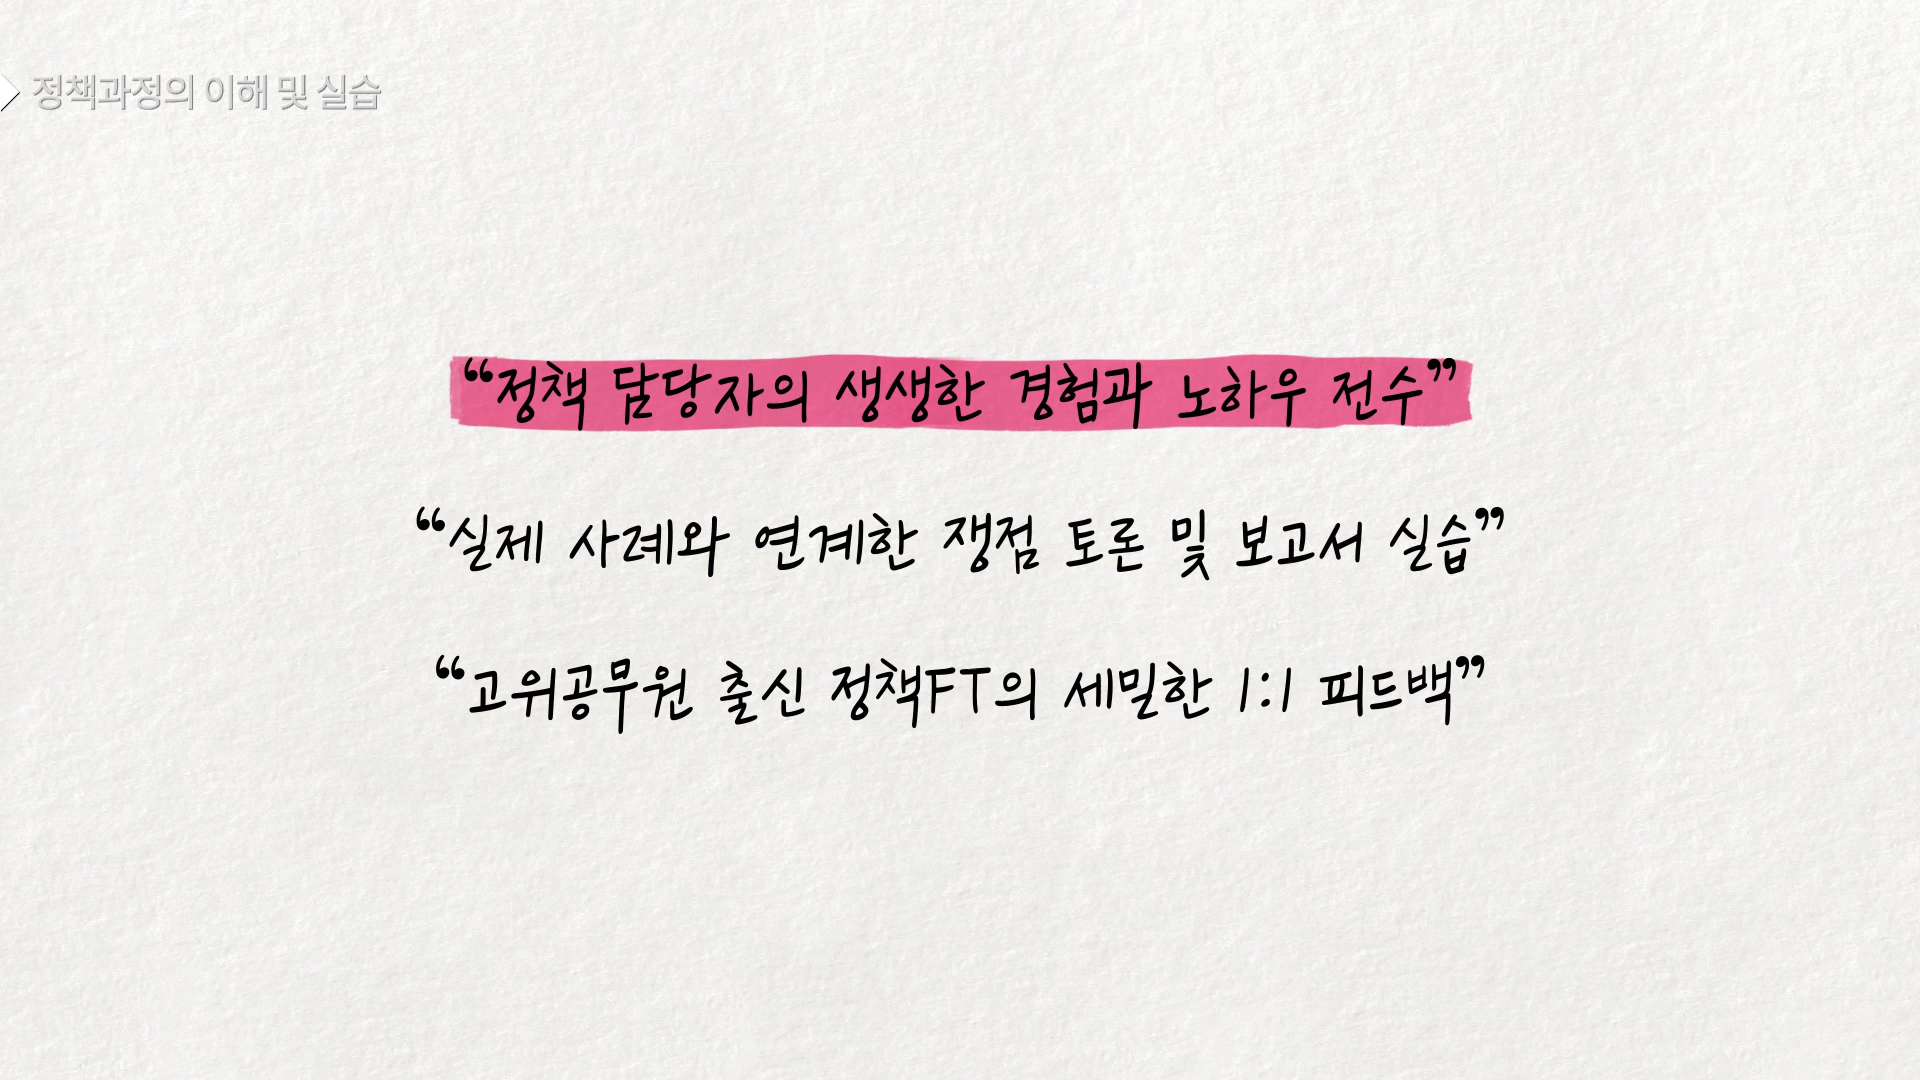 정책과정의 이해 및 실습
“정책 담당자의 생생한 경험과 노하우 전수”
“실제 사례와 연계한 쟁점 토론 및 보고서 실습”
“고위공무원 출신 정책FT의 세밀한 1:1 피드백”